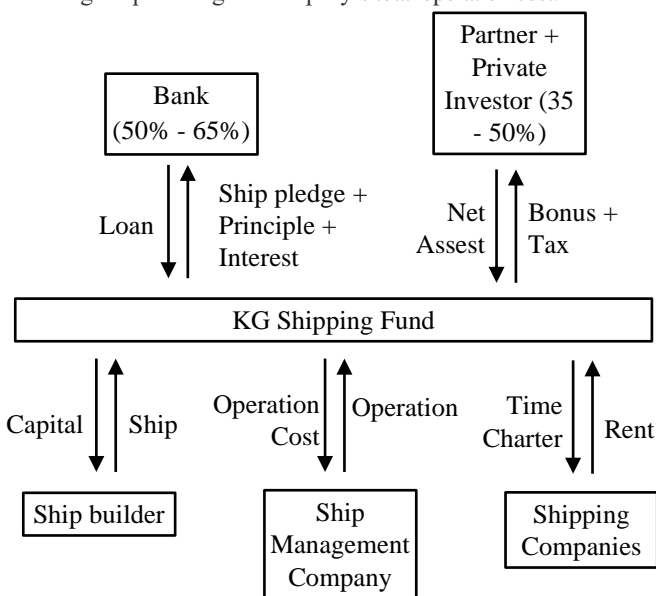 Partner +
Private
Investor (35
- 50%)
Bank
(50% - 65%)
Loan
Ship pledge +
Principle +
Interest
Net
Assest
Bonus +
Tax
KG Shipping Fund
Capital
Ship
Operation
Cost
Operation
Time
Charter
Rent
Ship builder
Ship
Management
Company
Shipping
Companies